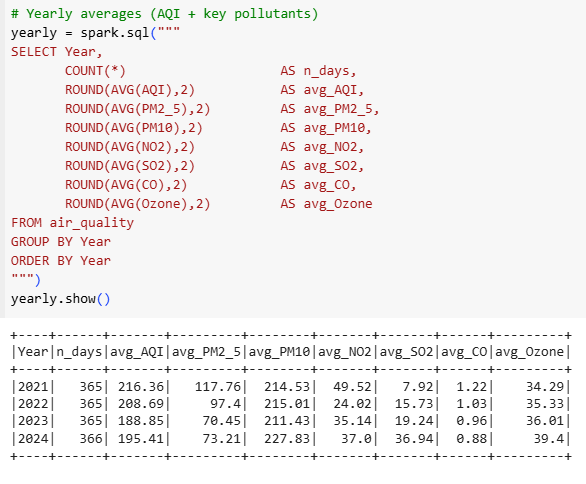 # Yearly averages (AQI + key pollutants)
yearly = spark.sql("""
SELECT Year,
       COUNT(*)                    AS n_days,
       ROUND(AVG(AQI),2)           AS avg_AQI,
       ROUND(AVG(PM2_5),2)         AS avg_PM2_5,
       ROUND(AVG(PM10),2)          AS avg_PM10,
       ROUND(AVG(NO2),2)           AS avg_NO2,
       ROUND(AVG(SO2),2)           AS avg_SO2,
       ROUND(AVG(CO),2)            AS avg_CO,
       ROUND(AVG(Ozone),2)         AS avg_Ozone
FROM air_quality
GROUP BY Year
ORDER BY Year
""")
yearly.show()
+----+------+-------+---------+--------+-------+-------+------+---------+
|Year|n_days|avg_AQI|avg_PM2_5|avg_PM10|avg_NO2|avg_SO2|avg_CO|avg_Ozone|
+----+------+-------+---------+--------+-------+-------+------+---------+
|2021|   365| 216.36|   117.76|  214.53|  49.52|   7.92|  1.22|    34.29|
|2022|   365| 208.69|     97.4|  215.01|  24.02|  15.73|  1.03|    35.33|
|2023|   365| 188.85|    70.45|  211.43|  35.14|  19.24|  0.96|    36.01|
|2024|   366| 195.41|    73.21|  227.83|   37.0|  36.94|  0.88|     39.4|
+----+------+-------+---------+--------+-------+-------+------+---------+